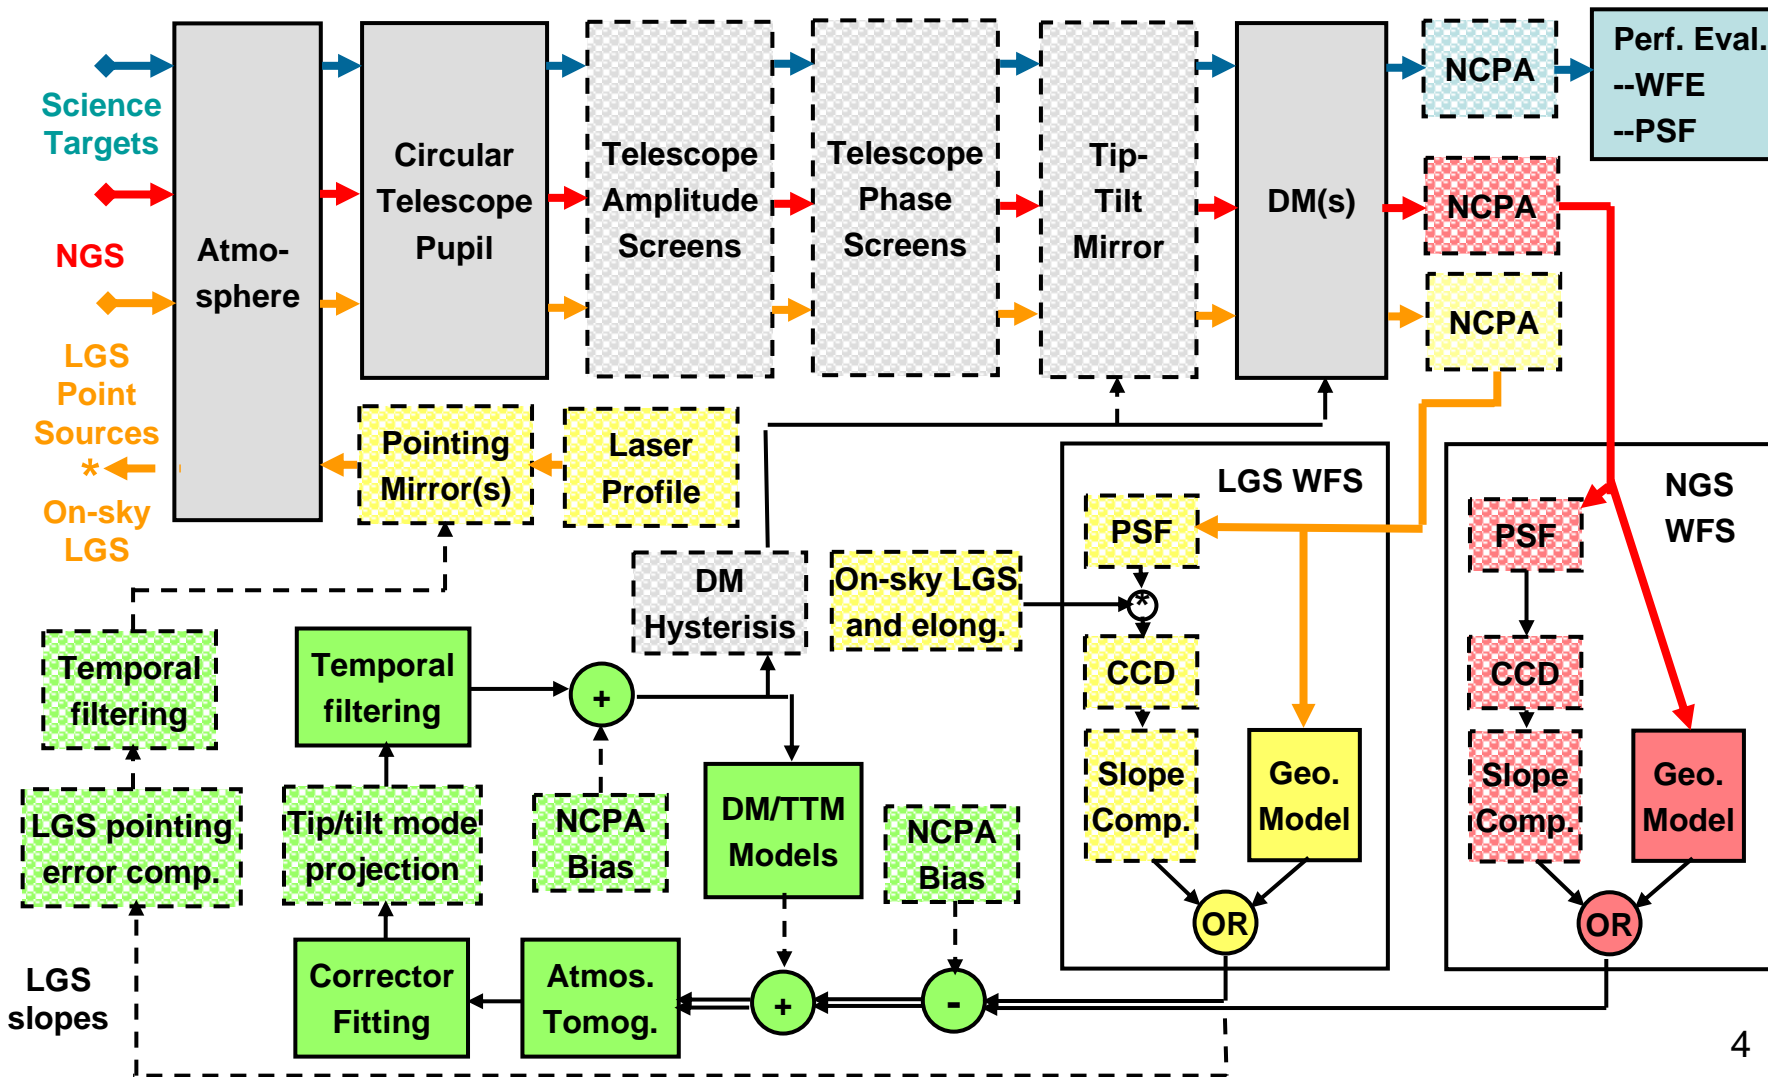 Science
Targets
NGS
LGS
Point
Sources
*
On-sky
LGS
Atmo-
sphere
Circular
Telescope
Pupil
Telescope
Amplitude
Screens
Telescope
Phase
Screens
Tip-
Tilt
Mirror
DM(s)
NCPA
NCPA
NCPA
Perf. Eval.
--WFE
--PSF
Pointing
Mirror(s)
Laser
Profile
LGS WFS
PSF
*
CCD
Slope
Comp.
Geo.
Model
OR
NGS
WFS
PSF
CCD
Slope
Comp.
Geo.
Model
OR
On-sky LGS
and elong.
DM
Hysterisis
Temporal
filtering
Temporal
filtering
+
LGS pointing
error comp.
Tip/tilt mode
projection
NCPA
Bias
DM/TTM
Models
NCPA
Bias
LGS
slopes
Corrector
Fitting
Atmos.
Tomog.
+
-
4